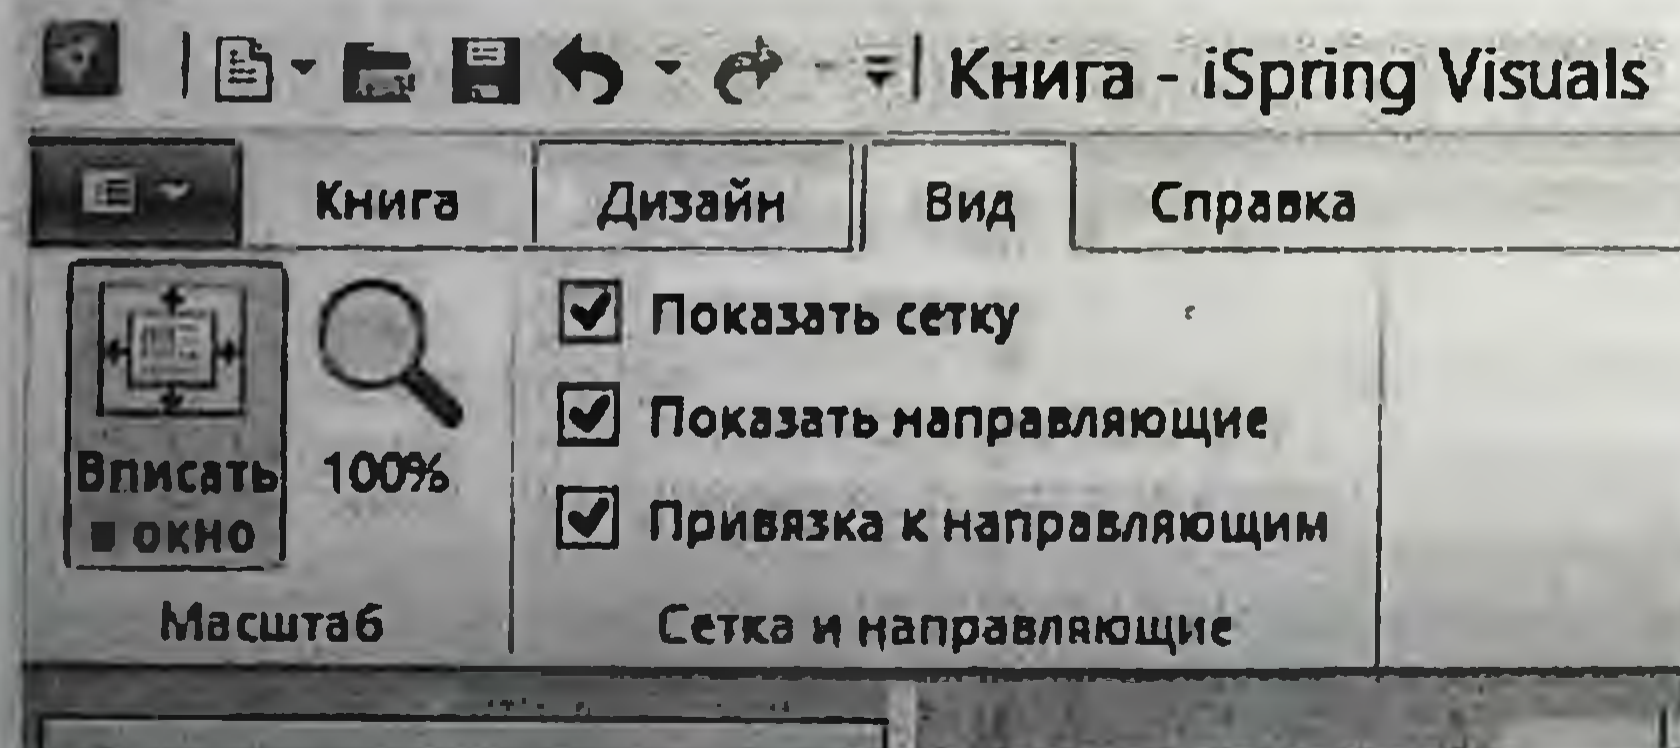 Книга - iSpring Visuals
Книга Дизайн Вид Справка
Показать сетку
Показать направляющие
Вписать 100%
Привязка к направляющим
в окно
Масштаб Сетка и направляющие